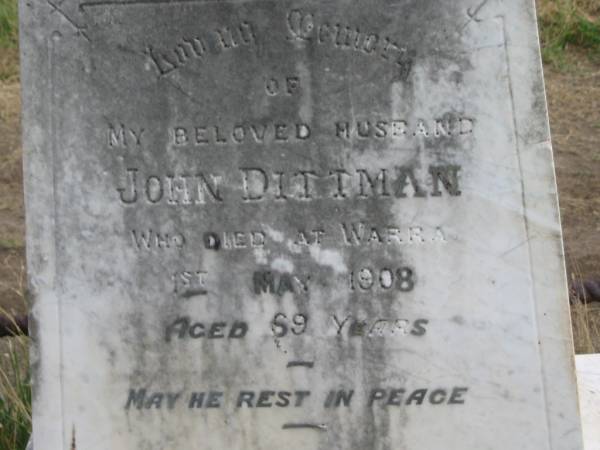 Loving Memory
OF
MY BELOVED HUSBAND
JOHN DITTMAN
WHO DIED AT WARRA
1ST MAY 1908
AGED 69 YEARS
MAY HE REST IN PEACE